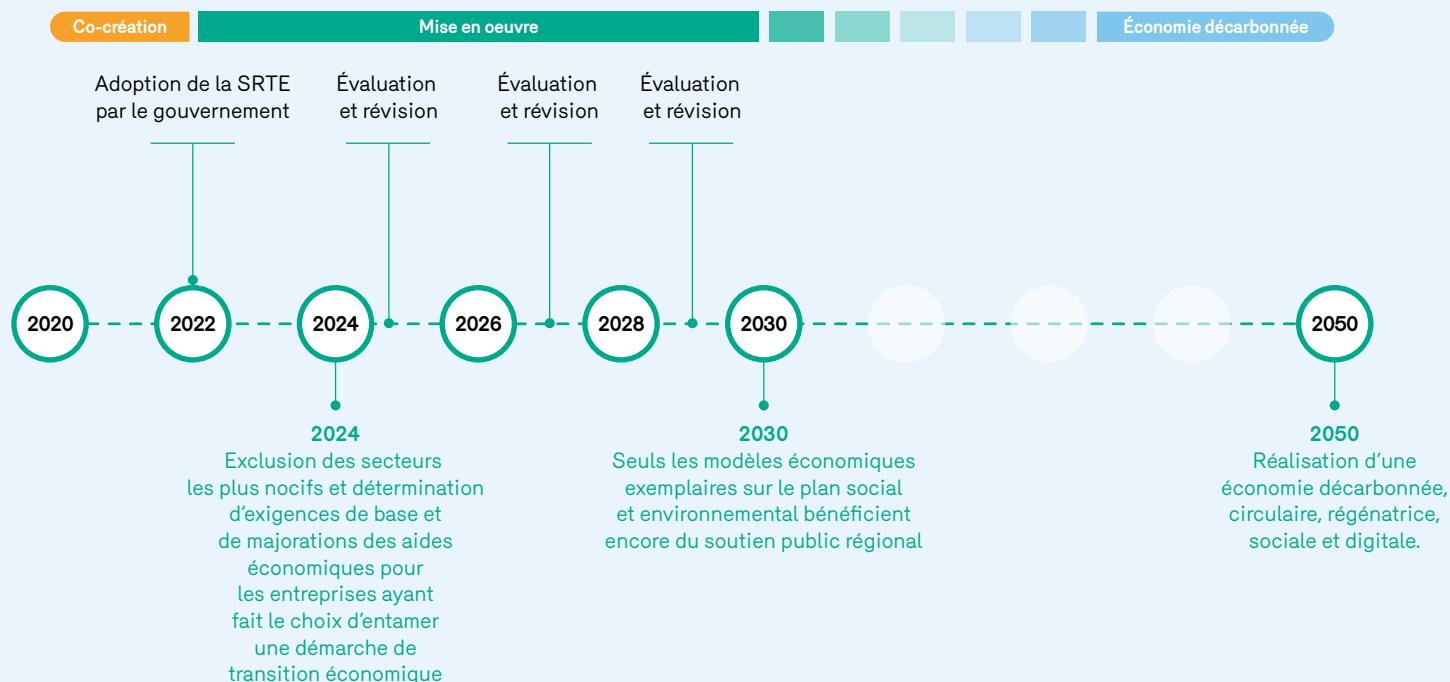 Co-création
Mise en oeuvre
Économie décarbonnée
Adoption de la SRTE
par le gouvernement
Évaluation
et révision
Évaluation
et révision
Évaluation
et révision
2020
2022
2024
2026
2028
2030
2050
2024
Exclusion des secteurs
les plus nocifs et détermination
d'exigences de base et
de majorations des aides
économiques pour
les entreprises ayant
fait le choix d'entamer
une démarche de
transition économique
2030
Seuls les modèles économiques
exemplaires sur le plan social
et environnemental bénéficient
encore du soutien public régional
2050
Réalisation d'une
économie décarbonnée,
circulaire, régénatrice,
sociale et digitale.